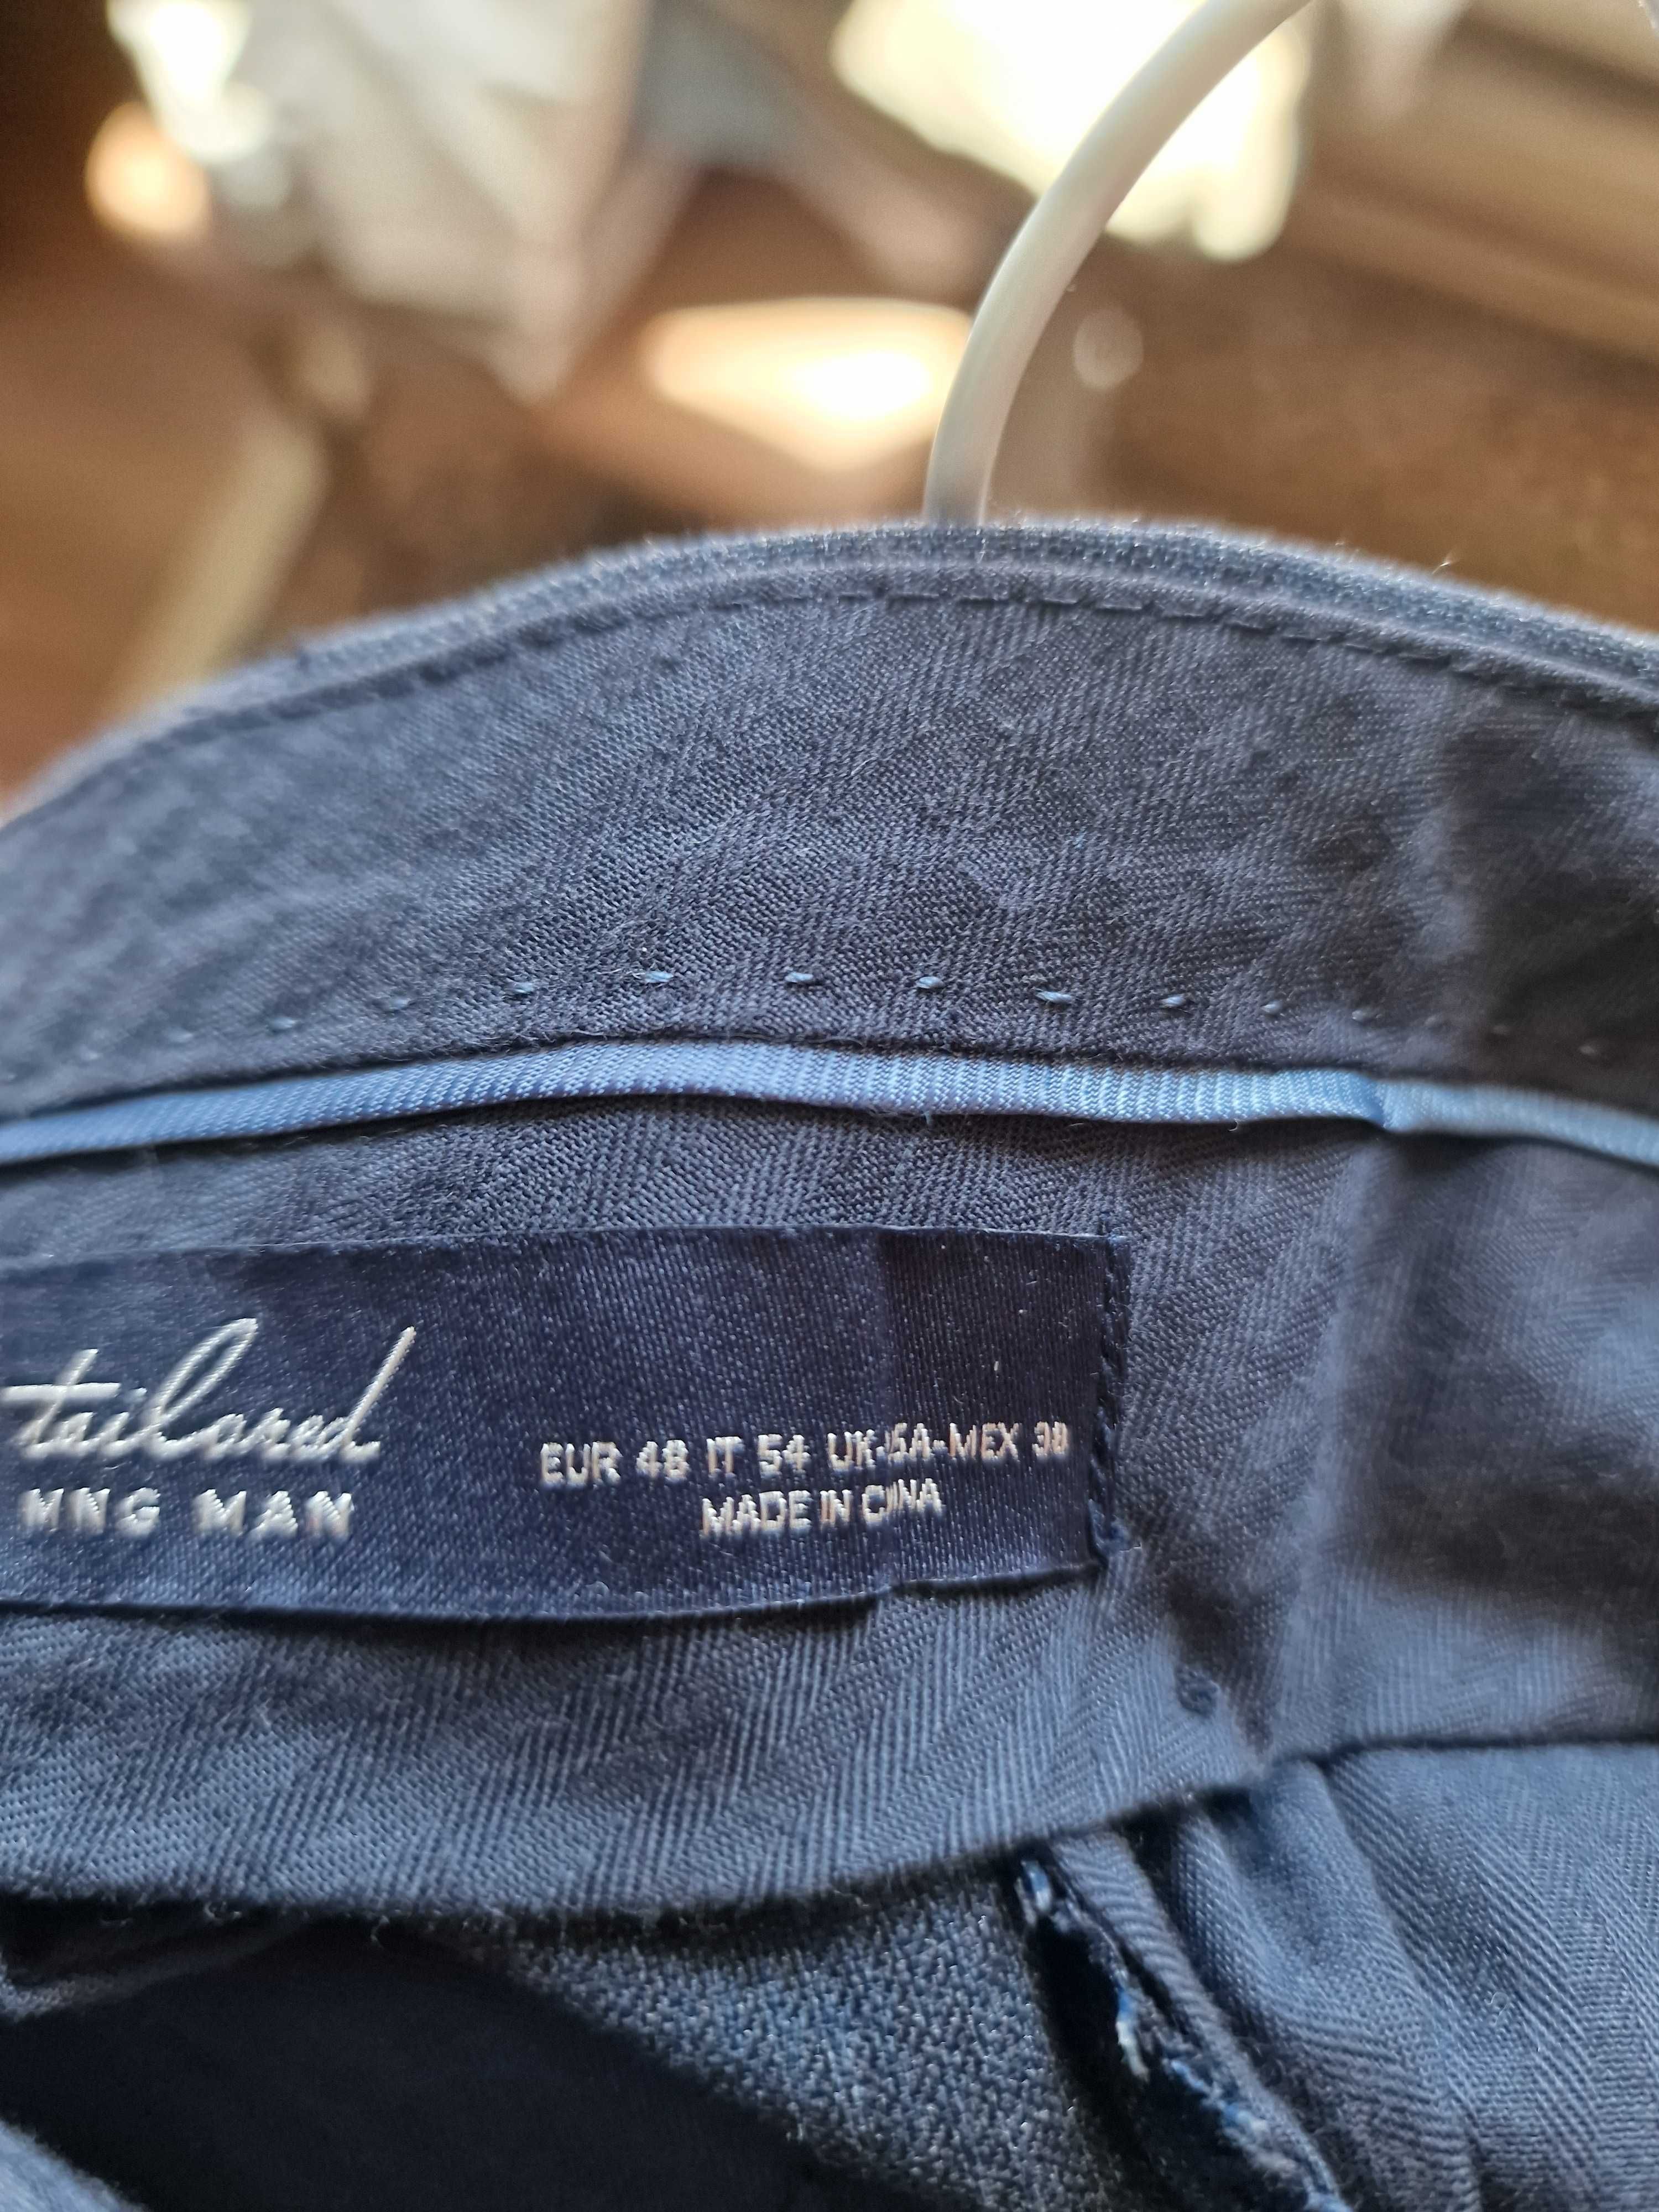 tailored
MNG MAN
EUR 48 IT 54 UK-USA-MEX 38
MADE IN CHINA